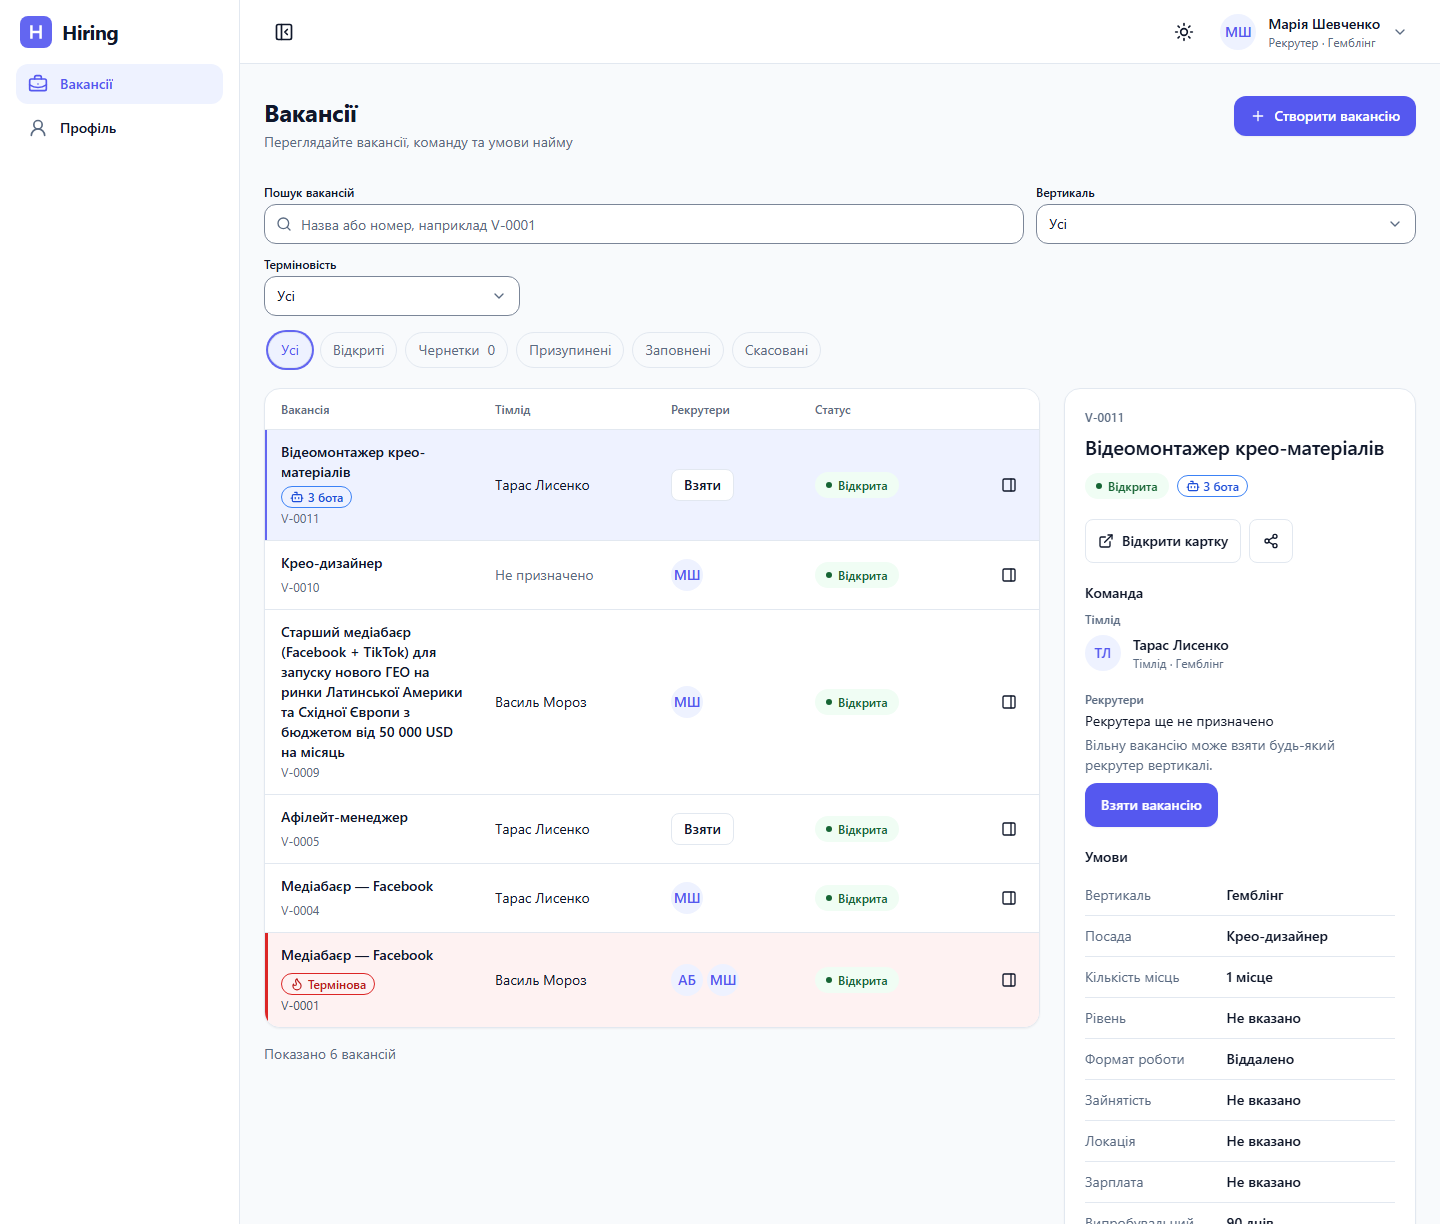 H Hiring
Вакансії
Профіль
МШ
Марія Шевченко
Рекрутер · Гемблінг
Вакансії
Переглядайте вакансії, команду та умови найму
Створити вакансію
Пошук вакансій
Назва або номер, наприклад V-0001
Вертикаль
Усі
Терміновість
Усі
Усі
Відкриті
Чернетки 0
Призупинені
Заповнені
Скасовані
Вакансія Тімлід Рекрутери Статус
Відеомонтажер крео-
матеріалів
3 бота
V-0011
Тарас Лисенко
Взяти
Відкрита
Крео-дизайнер
V-0010
Не призначено
МШ
Відкрита
Старший медіабаєр
(Facebook + TikTok) для
запуску нового ГЕО на
ринки Латинської Америки
та Східної Європи з
бюджетом від 50 000 USD
на місяць
V-0009
Василь Мороз
МШ
Відкрита
Афілейт-менеджер
V-0005
Тарас Лисенко
Взяти
Відкрита
Медіабаєр — Facebook
V-0004
Тарас Лисенко
МШ
Відкрита
Медіабаєр — Facebook
Термінова
V-0001
Василь Мороз
АБ МШ
Відкрита
Показано 6 вакансій
V-0011
Відеомонтажер крео-матеріалів
Відкрита
3 бота
Відкрити картку
Команда
Тімлід
ТЛ
Тарас Лисенко
Тімлід · Гемблінг
Рекрутери
Рекрутера ще не призначено
Вільну вакансію може взяти будь-який
рекрутер вертикалі.
Взяти вакансію
Умови
Вертикаль Гемблінг
Посада Крео-дизайнер
Кількість місць 1 місце
Рівень Не вказано
Формат роботи Віддалено
Зайнятість Не вказано
Локація Не вказано
Зарплата Не вказано
Випробувальний 90 днів